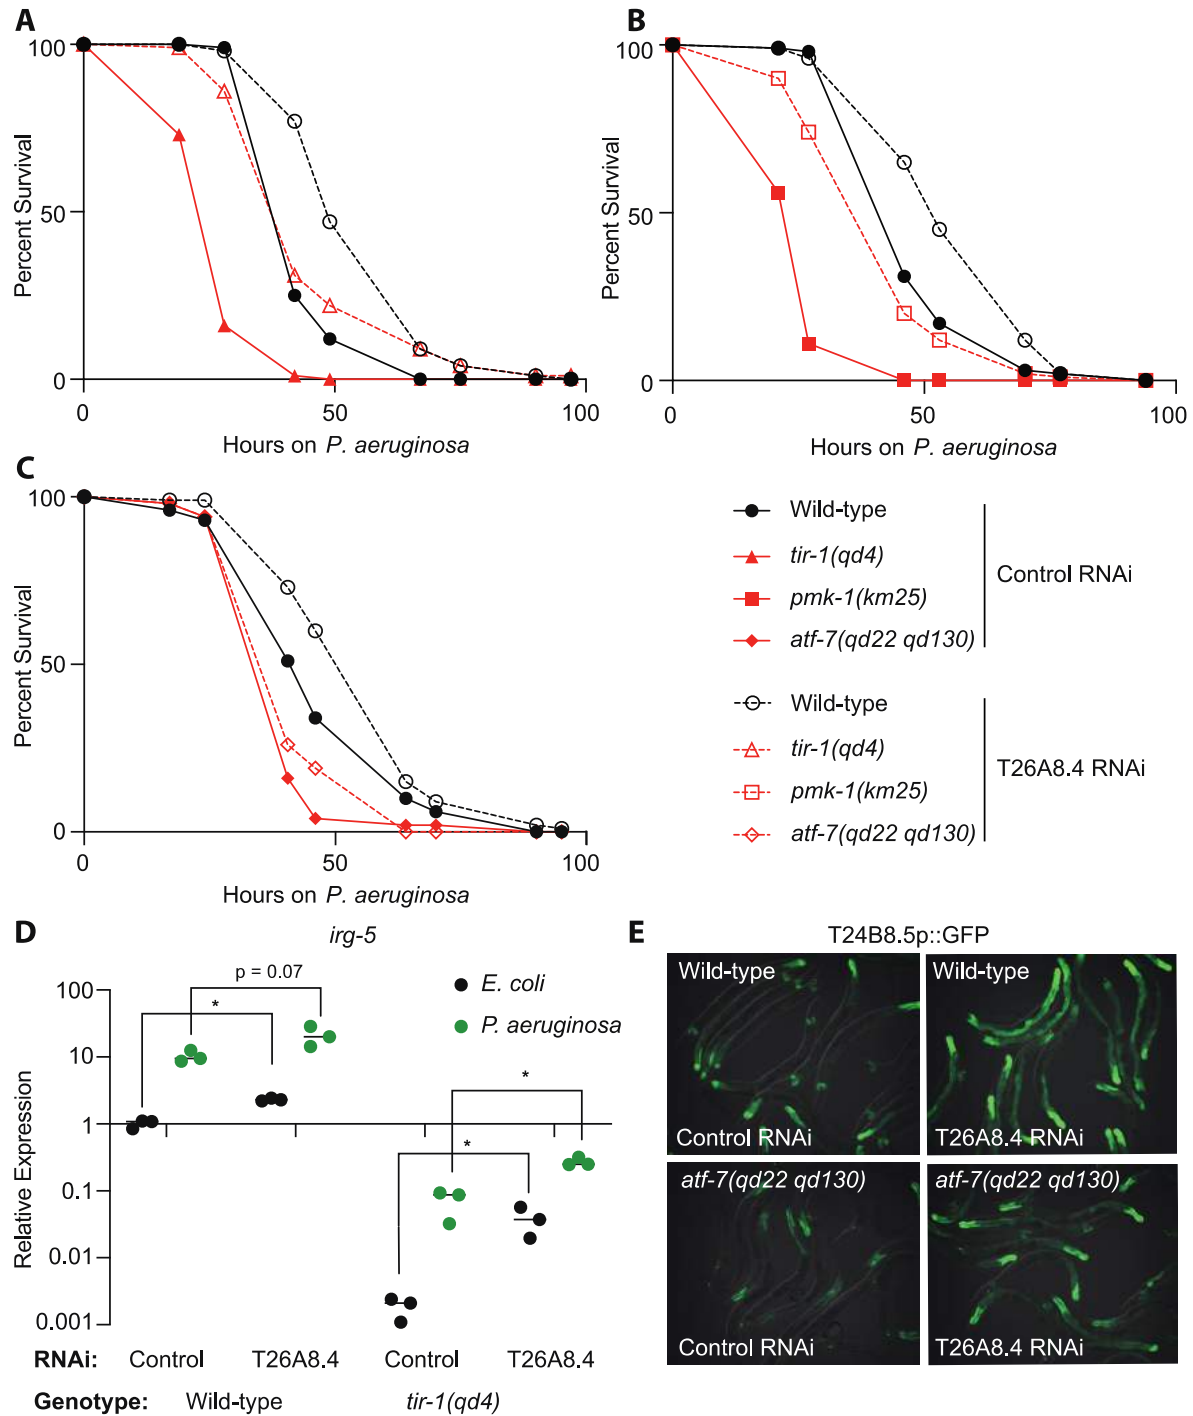 A
100
50
0
Percent Survival
0
50
100
Hours on P. aeruginosa
B
100
50
0
Percent Survival
0
50
100
Hours on P. aeruginosa
C
100
50
0
Percent Survival
0
50
100
Hours on P. aeruginosa
Wild-type
tir-1(qd4)
pmk-1(km25)
atf-7(qd22 qd130)
Control RNAi
Wild-type
tir-1(qd4)
pmk-1(km25)
atf-7(qd22 qd130)
T26A8.4 RNAi
D
irg-5
p = 0.07
*
*
*
E. coli
P. aeruginosa
100
10
1
0.1
0.01
0.001
Relative Expression
RNAi: Control T26A8.4 Control T26A8.4
Genotype: Wild-type tir-1(qd4)
E
T24B8.5p::GFP
Wild-type
Control RNAi
Wild-type
T26A8.4 RNAi
atf-7(qd22 qd130)
Control RNAi
atf-7(qd22 qd130)
T26A8.4 RNAi